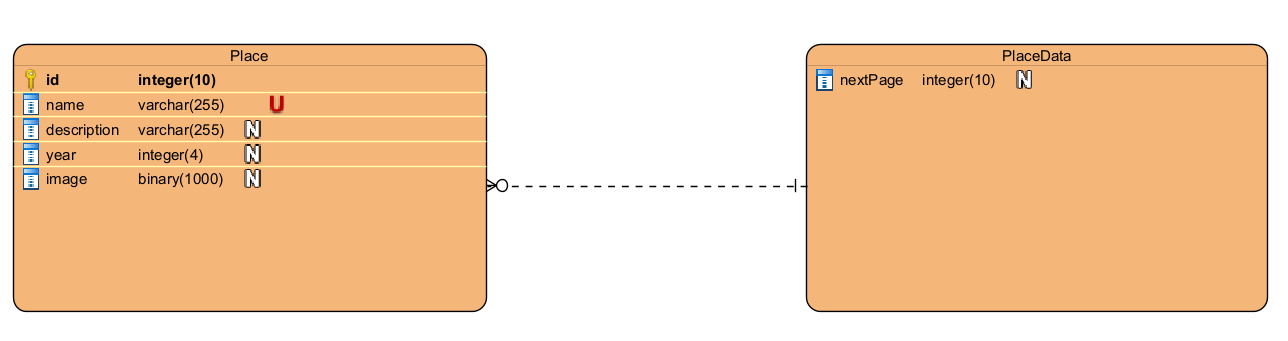 Place
id integer(10)
name varchar(255) U
description varchar(255) N
year integer(4) N
image binary(1000) N
PlaceData
nextPage integer(10) N